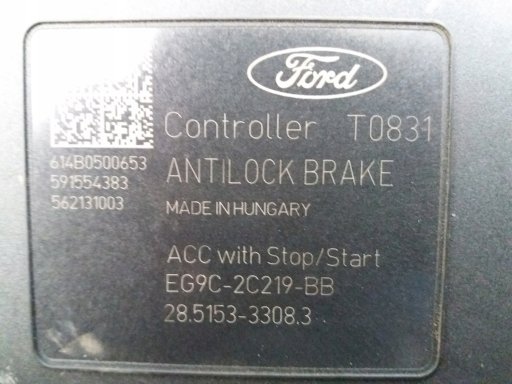 Ford
Controller T0831
614B0500653
591554383
562131003
ANTILOCK BRAKE
MADE IN HUNGARY
ACC with Stop/Start
EG9C-2C219-BB
28.5153-3308.3